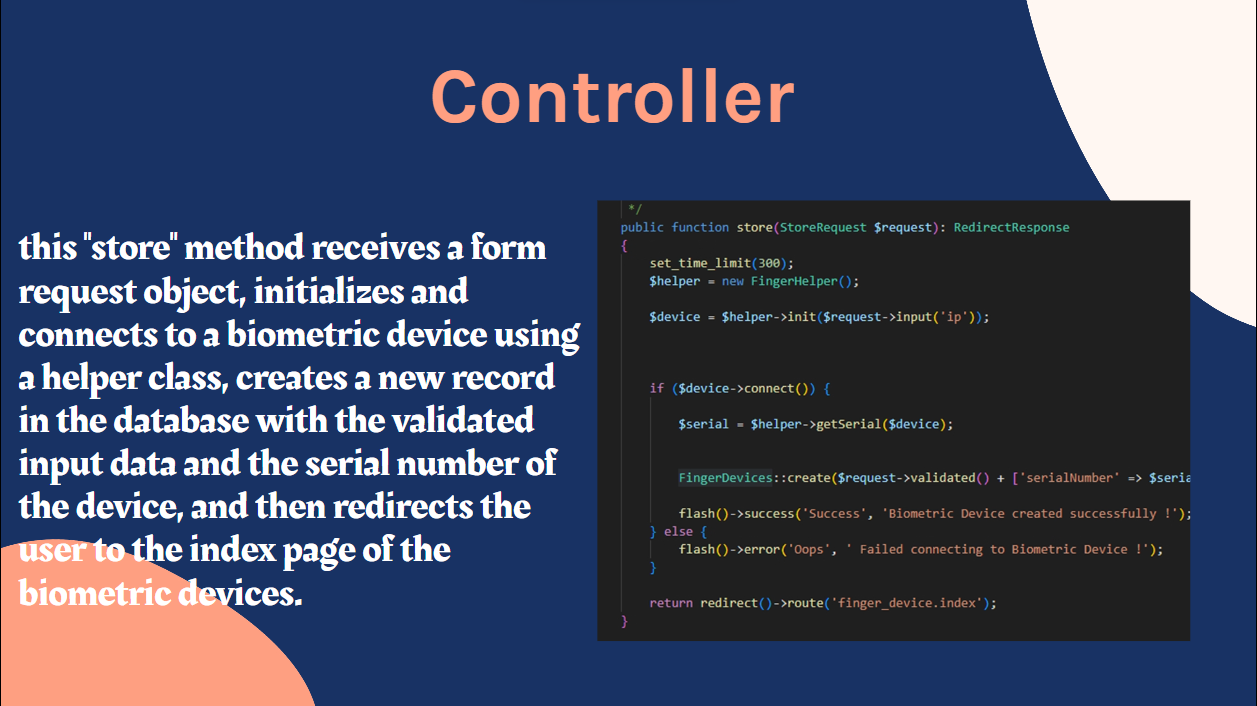 Controller
this "store" method receives a form
request object, initializes and
connects to a biometric device using
a helper class, creates a new record
in the database with the validated
input data and the serial number of
the device, and then redirects the
user to the index page of the
biometric devices.
*/
public function store(StoreRequest $request): RedirectResponse
{
set_time_limit(300);
$helper = new FingerHelper();
$device = $helper->init($request->input('ip'));
if ($device->connect()) {
$serial = $helper->getSerial($device);
FingerDevices::create($request->validated() + ['serialNumber' => $seria
flash()->success('Success', 'Biometric Device created successfully !');
} else {
flash()->error('Oops', ' Failed connecting to Biometric Device !');
}
return redirect()->route('finger_device.index');
}